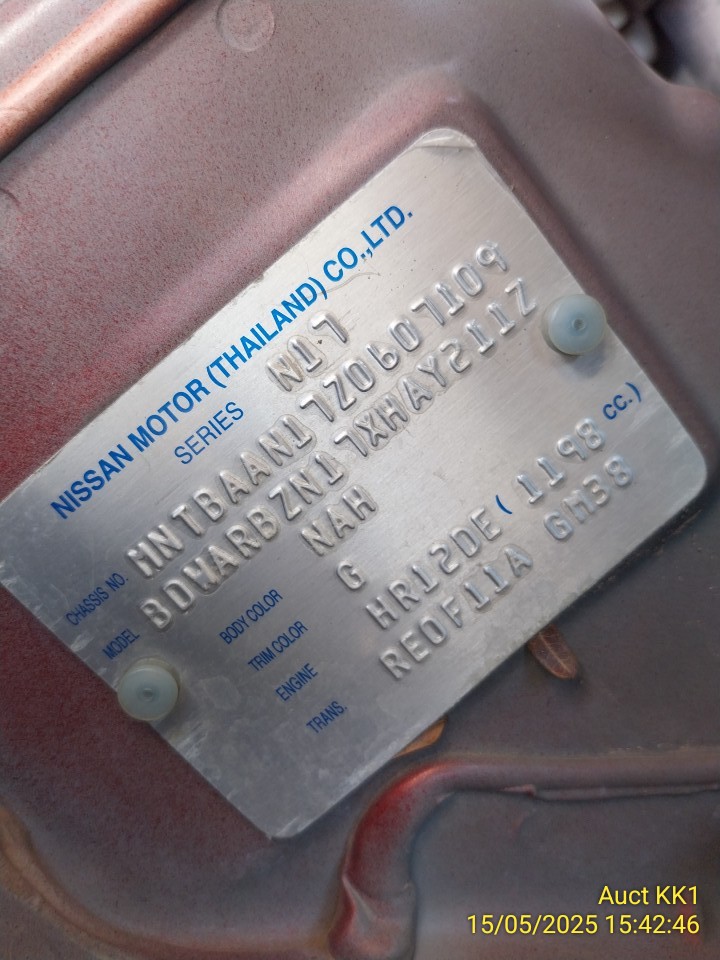 NISSAN MOTOR (THAILAND) CO.,LTD.
SERIES N17
CHASSIS NO. MNTBAAN17Z0607109
MODEL BDWARBZN17XHAY211Z
BODY COLOR NAH
TRIM COLOR G
ENGINE HR12DE ( 1198 cc.)
TRANS. RE0F11A GM38
Auct KK1
15/05/2025 15:42:46